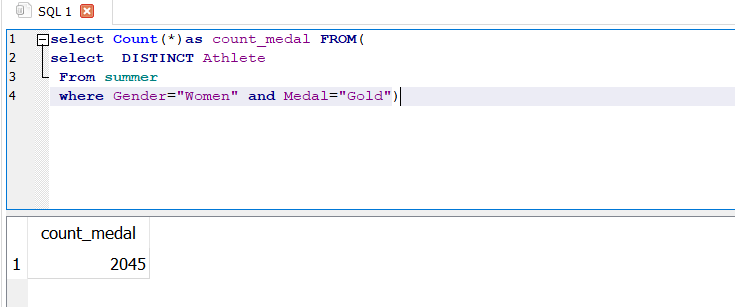 SQL 1
1 select Count(*)as count_medal FROM(
2 select  DISTINCT Athlete
3 From summer
4 where Gender="Women" and Medal="Gold")
count_medal
1 2045